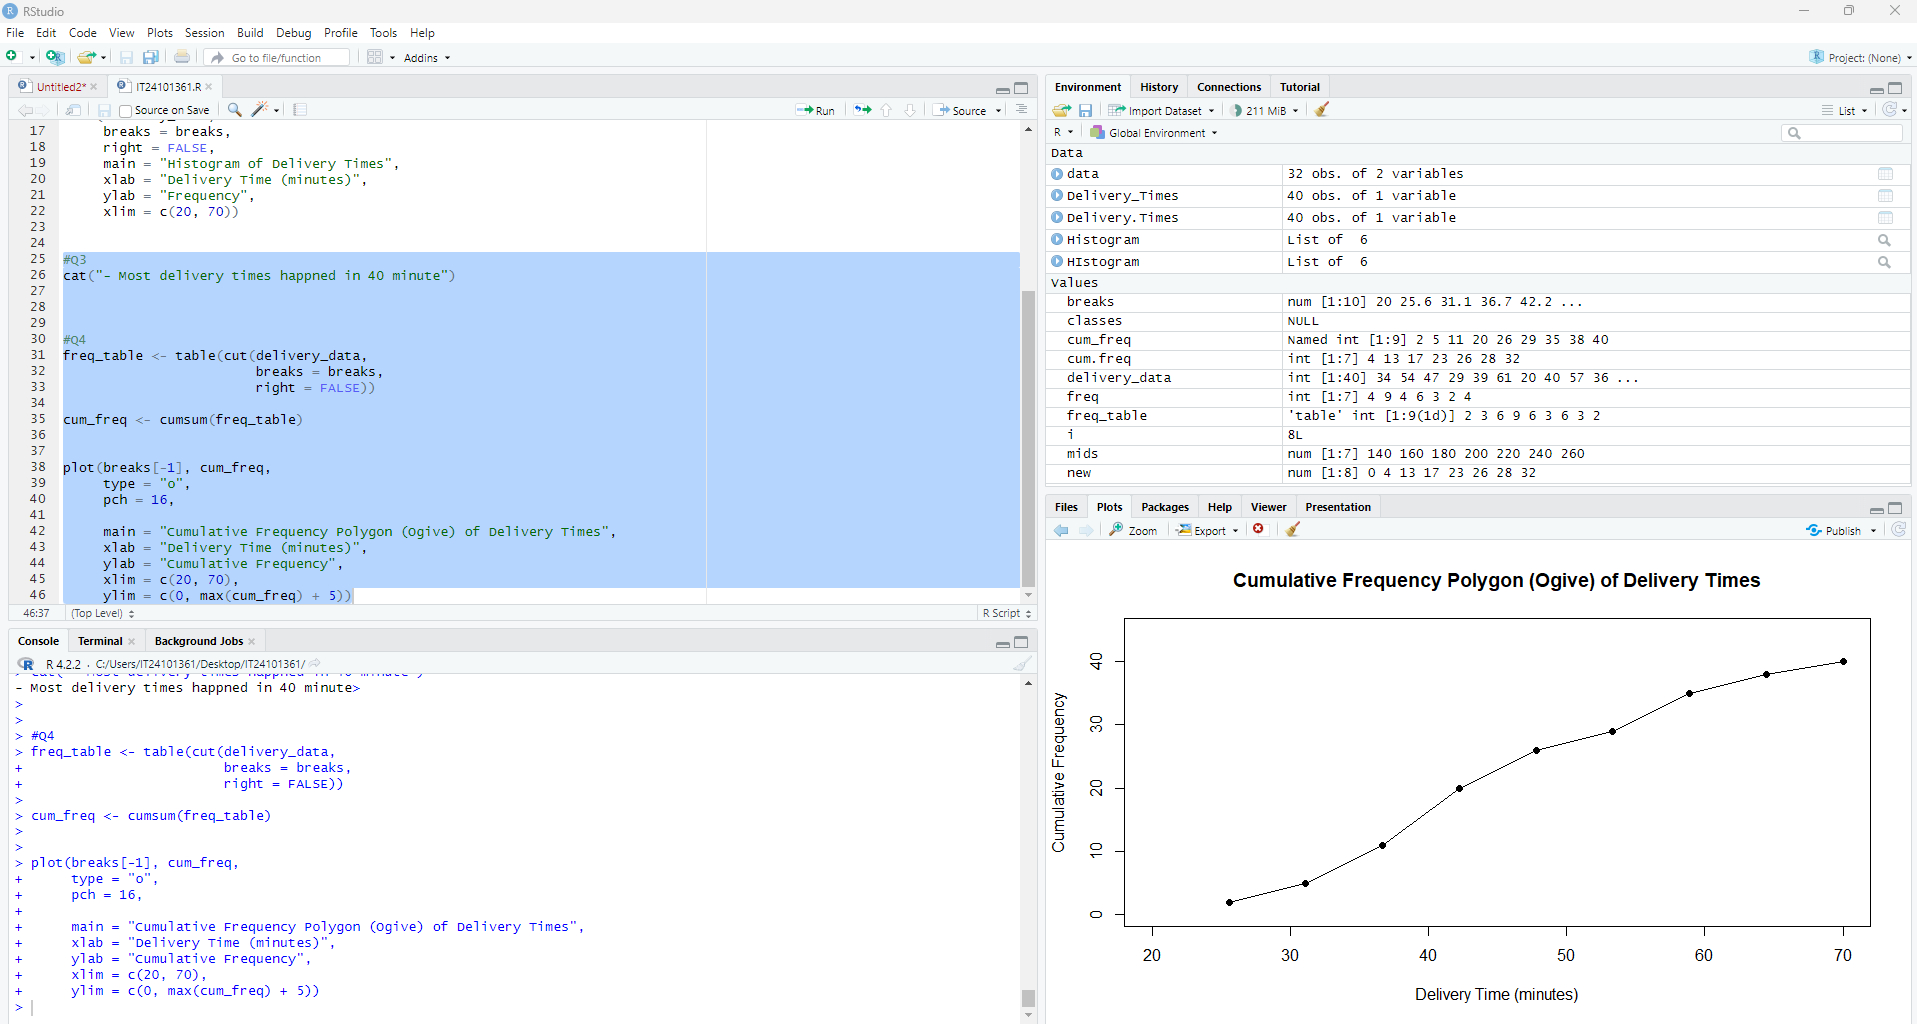 RStudio
File Edit Code View Plots Session Build Debug Profile Tools Help
Go to file/function Addins Project: (None)
Untitled2* IT24101361.R
Source on Save Run Source
17 breaks = breaks,
18 right = FALSE,
19 main = "Histogram of Delivery Times",
20 xlab = "Delivery Time (minutes)",
21 ylab = "Frequency",
22 xlim = c(20, 70))
23
24
25 #Q3
26 cat("- Most delivery times happned in 40 minute")
27
28
29
30 #Q4
31 freq_table <- table(cut(delivery_data,
32 breaks = breaks,
33 right = FALSE))
34
35 cum_freq <- cumsum(freq_table)
36
37
38 plot(breaks[-1], cum_freq,
39 type = "o",
40 pch = 16,
41
42 main = "Cumulative Frequency Polygon (Ogive) of Delivery Times",
43 xlab = "Delivery Time (minutes)",
44 ylab = "Cumulative Frequency",
45 xlim = c(20, 70),
46 ylim = c(0, max(cum_freq) + 5))
46:37 (Top Level) R Script
Console Terminal Background Jobs
R 4.2.2 · C:/Users/IT24101361/Desktop/IT24101361/
- Most delivery times happned in 40 minute>
>
>
> #Q4
> freq_table <- table(cut(delivery_data,
+ breaks = breaks,
+ right = FALSE))
>
> cum_freq <- cumsum(freq_table)
>
>
> plot(breaks[-1], cum_freq,
+ type = "o",
+ pch = 16,
+
+ main = "Cumulative Frequency Polygon (Ogive) of Delivery Times",
+ xlab = "Delivery Time (minutes)",
+ ylab = "Cumulative Frequency",
+ xlim = c(20, 70),
+ ylim = c(0, max(cum_freq) + 5))
>
Environment History Connections Tutorial
Import Dataset 211 MiB List
R Global Environment
Data
data 32 obs. of 2 variables
Delivery_Times 40 obs. of 1 variable
Delivery.Times 40 obs. of 1 variable
Histogram List of 6
HIstogram List of 6
Values
breaks num [1:10] 20 25.6 31.1 36.7 42.2 ...
classes NULL
cum_freq Named int [1:9] 2 5 11 20 26 29 35 38 40
cum.freq int [1:7] 4 13 17 23 26 28 32
delivery_data int [1:40] 34 54 47 29 39 61 20 40 57 36 ...
freq int [1:7] 4 9 4 6 3 2 4
freq_table 'table' int [1:9(1d)] 2 3 6 9 6 3 6 3 2
i 8L
mids num [1:7] 140 160 180 200 220 240 260
new num [1:8] 0 4 13 17 23 26 28 32
Files Plots Packages Help Viewer Presentation
Zoom Export Publish
Cumulative Frequency Polygon (Ogive) of Delivery Times
Cumulative Frequency
40
30
20
10
0
20 30 40 50 60 70
Delivery Time (minutes)